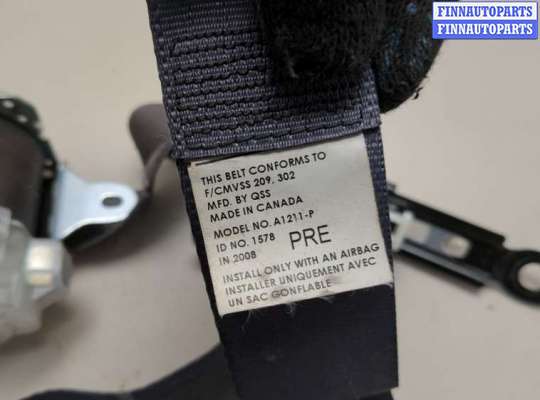 FINNAUTOPARTS
FINNAUTOPARTS
THIS BELT CONFORMS TO
F/CMVSS 209, 302
MFD. BY QSS
MADE IN CANADA
MODEL NO. A1211-P
ID NO. 1578 PRE
IN 2008
INSTALL ONLY WITH AN AIRBAG
INSTALLER UNIQUEMENT AVEC
UN SAC GONFLABLE